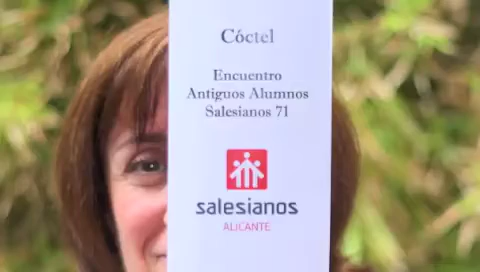 Cóctel
Encuentro
Antiguos Alumnos
Salesianos 71
salesianos
ALICANTE